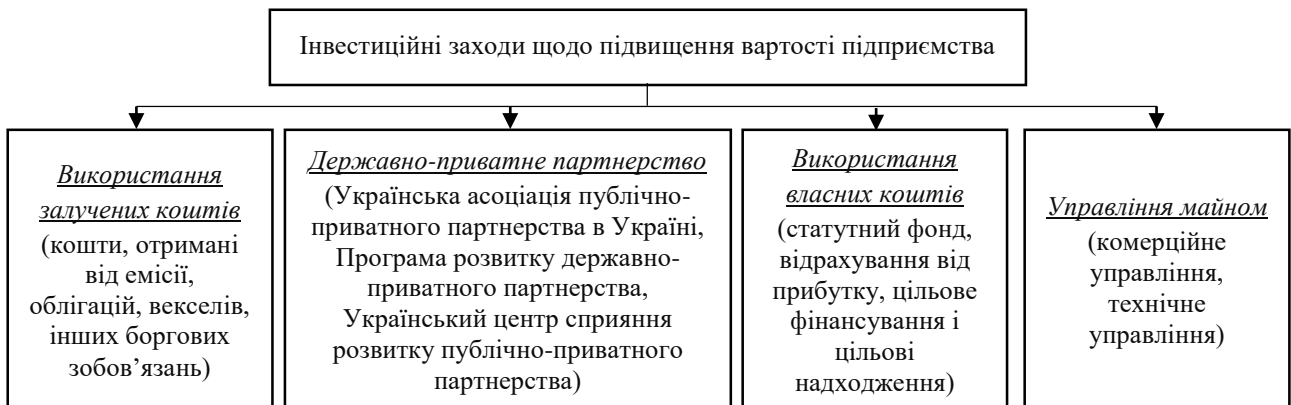 Інвестиційні заходи щодо підвищення вартості підприємства
Використання
залучених коштів
(кошти, отримані
від емісії,
облігацій, векселів,
інших боргових
зобов’язань)
Державно-приватне партнерство
(Українська асоціація публічно-
приватного партнерства в Україні,
Програма розвитку державно-
приватного партнерства,
Український центр сприяння
розвитку публічно-приватного
партнерства)
Використання
власних коштів
(статутний фонд,
відрахування від
прибутку, цільове
фінансування і
цільові
надходження)
Управління майном
(комерційне
управління,
технічне
управління)